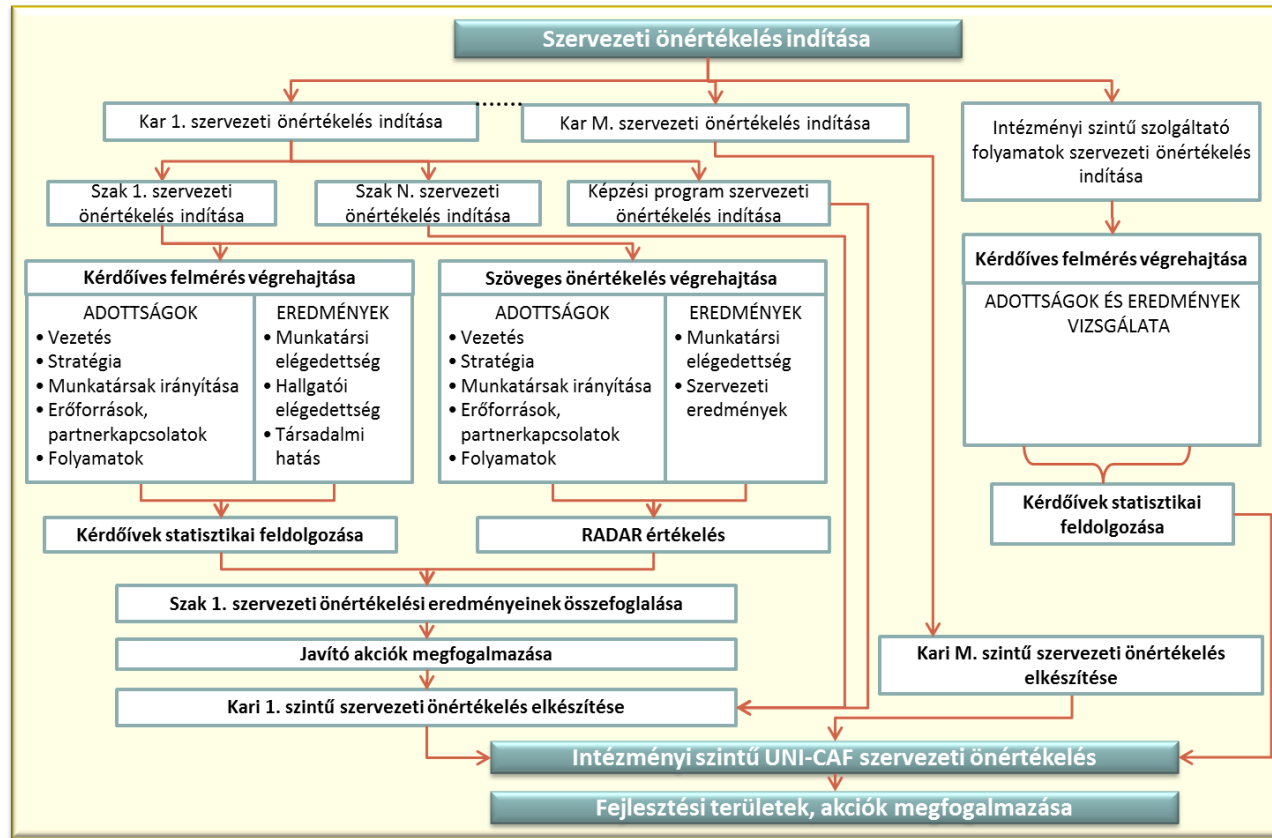 Szervezeti önértékelés indítása
Kar 1. szervezeti önértékelés indítása
Kar M. szervezeti önértékelés indítása
Intézményi szintű szolgáltató
folyamatok szervezeti önértékelés
indítása
Szak 1. szervezeti
önértékelés indítása
Szak N. szervezeti
önértékelés indítása
Képzési program szervezeti
önértékelés indítása
Kérdőíves felmérés végrehajtása
ADOTTSÁGOK
• Vezetés
• Stratégia
• Munkatársak irányítása
• Erőforrások,
partnerkapcsolatok
• Folyamatok
EREDMÉNYEK
• Munkatársi
elégedettség
• Hallgatói
elégedettség
• Társadalmi
hatás
Szöveges önértékelés végrehajtása
ADOTTSÁGOK
• Vezetés
• Stratégia
• Munkatársak irányítása
• Erőforrások,
partnerkapcsolatok
• Folyamatok
EREDMÉNYEK
• Munkatársi
elégedettség
• Szervezeti
eredmények
Kérdőíves felmérés végrehajtása
ADOTTSÁGOK ÉS EREDMÉNYEK
VIZSGÁLATA
Kérdőívek statisztikai feldolgozása
RADAR értékelés
Kérdőívek statisztikai
feldolgozása
Szak 1. szervezeti önértékelési eredményeinek összefoglalása
Javító akciók megfogalmazása
Kari 1. szintű szervezeti önértékelés elkészítése
Kari M. szintű szervezeti önértékelés
elkészítése
Intézményi szintű UNI-CAF szervezeti önértékelés
Fejlesztési területek, akciók megfogalmazása